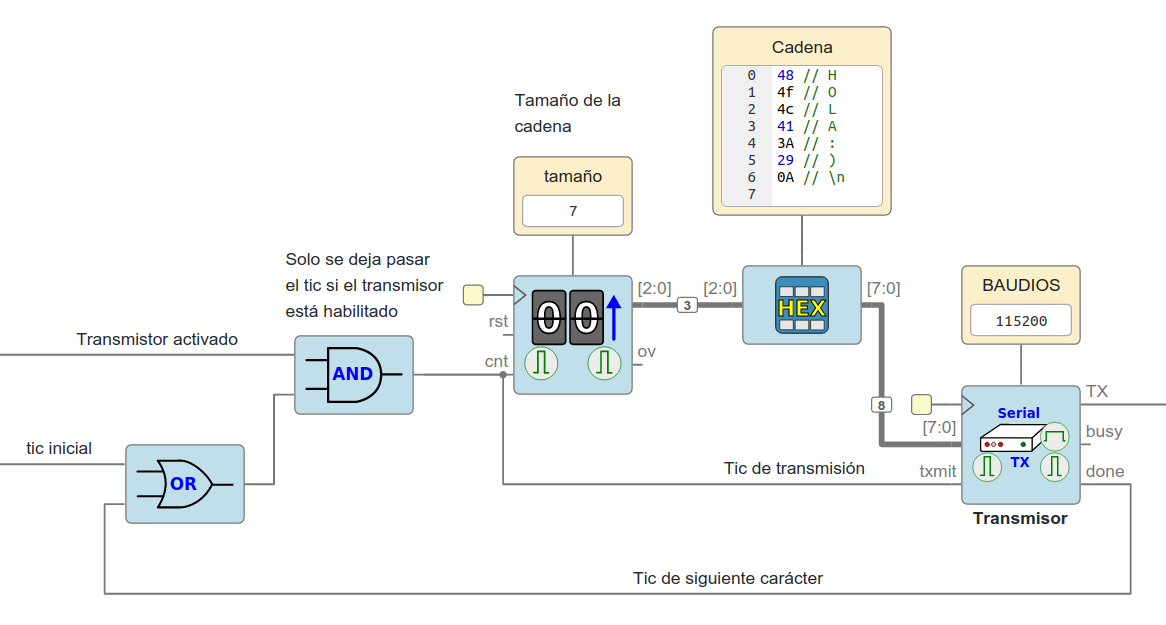 Cadena
0 48 // H
1 4f // O
2 4c // L
3 41 // A
4 3A // :
5 29 // )
6 0A // \n
7
Tamaño de la
cadena
tamaño
7
Solo se deja pasar
el tic si el transmisor
está habilitado
[2:0]
3
[2:0]
HEX
[7:0]
BAUDIOS
115200
00
rst
cnt
ov
Transmistor activado
AND
8
[7:0]
txmit
Serial
TX
TX
busy
done
Transmisor
tic inicial
OR
Tic de transmisión
Tic de siguiente carácter